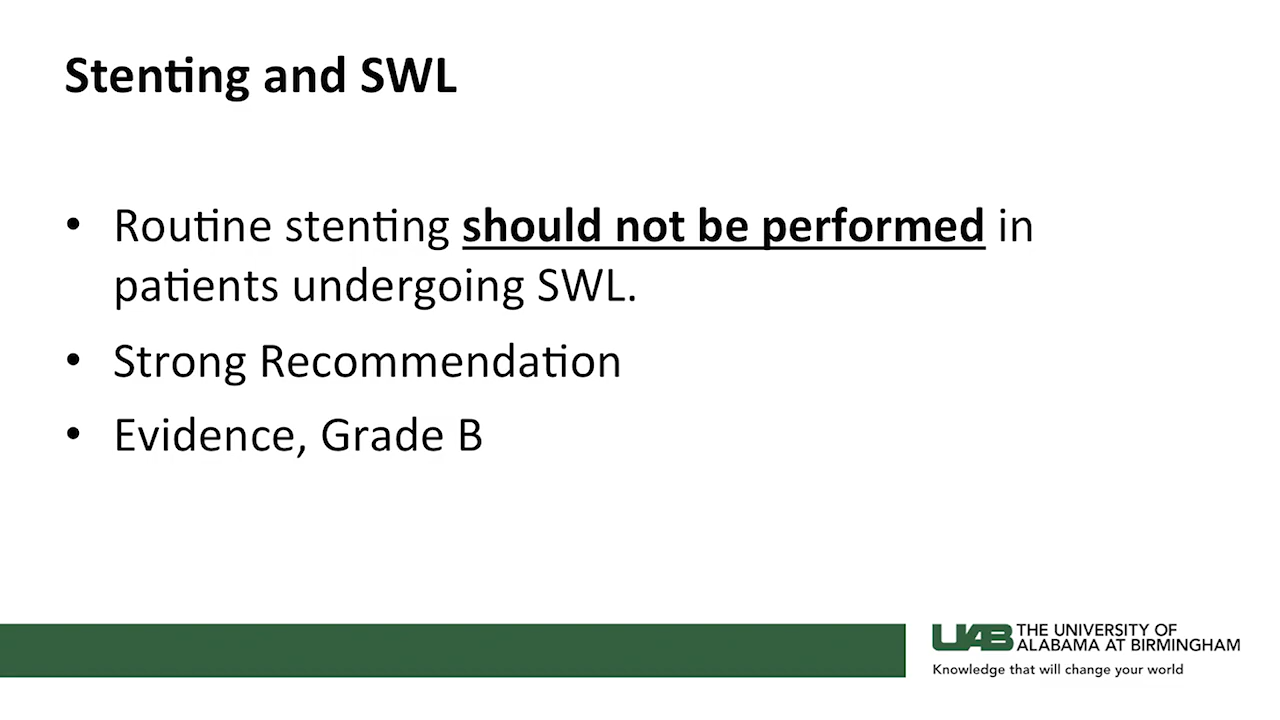 Stenting and SWL
• Routine stenting should not be performed in
patients undergoing SWL.
• Strong Recommendation
• Evidence, Grade B
UAB THE UNIVERSITY OF
ALABAMA AT BIRMINGHAM
Knowledge that will change your world